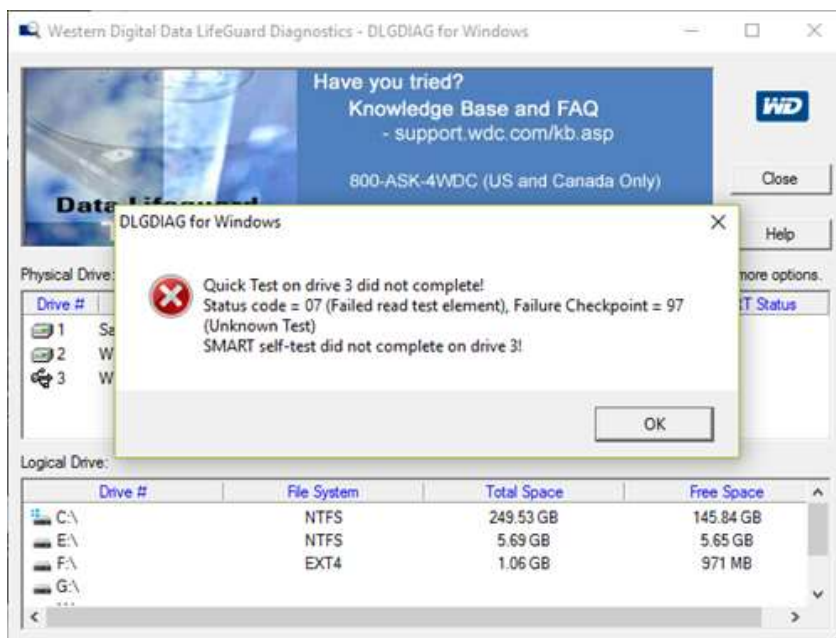 Western Digital Data LifeGuard Diagnostics - DLGDIAG for Windows
Have you tried?
Knowledge Base and FAQ
- support.wdc.com/kb.asp
800-ASK-4WDC (US and Canada Only)
WD
Close
Data
Help
DLGDIAG for Windows
Quick Test on drive 3 did not complete!
Status code = 07 (Failed read test element), Failure Checkpoint = 97
(Unknown Test)
SMART self-test did not complete on drive 3!
OK
Physical Drive:
more options.
Drive #
Status
1
2 W
3 W
Logical Drive:
Drive # File System Total Space Free Space
C:\ NTFS 249.53 GB 145.84 GB
E:\ NTFS 5.69 GB 5.65 GB
F:\ EXT4 1.06 GB 971 MB
G:\